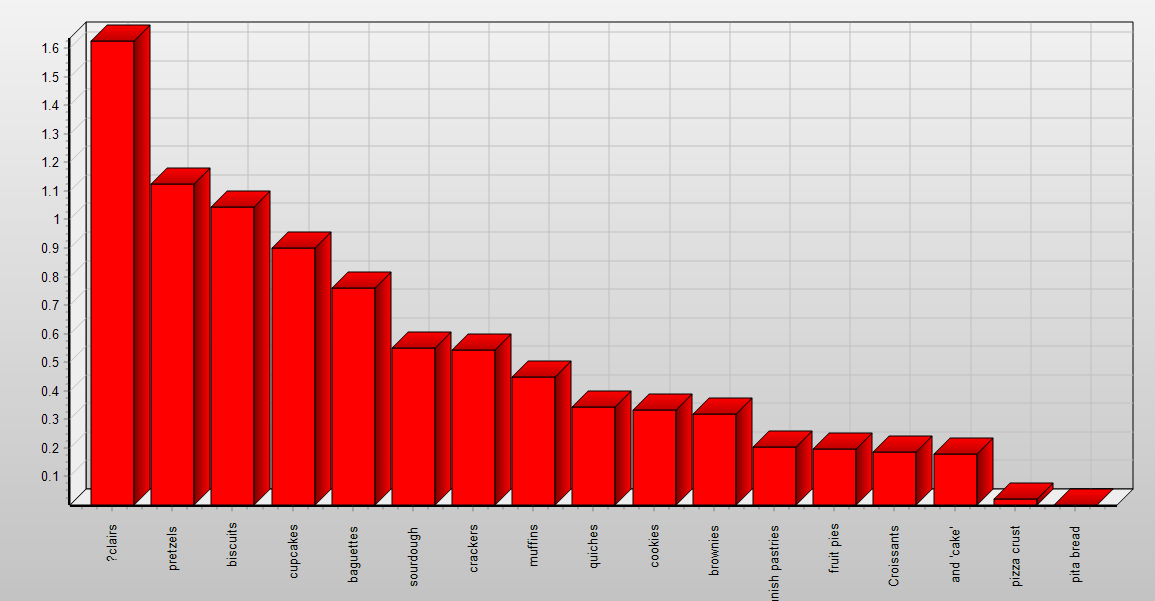 1.6
1.5
1.4
1.3
1.2
1.1
1
0.9
0.8
0.7
0.6
0.5
0.4
0.3
0.2
0.1
?clairs
pretzels
biscuits
cupcakes
baguettes
sourdough
crackers
muffins
quiches
cookies
brownies
nish pastries
fruit pies
Croissants
and 'cake'
pizza crust
pita bread